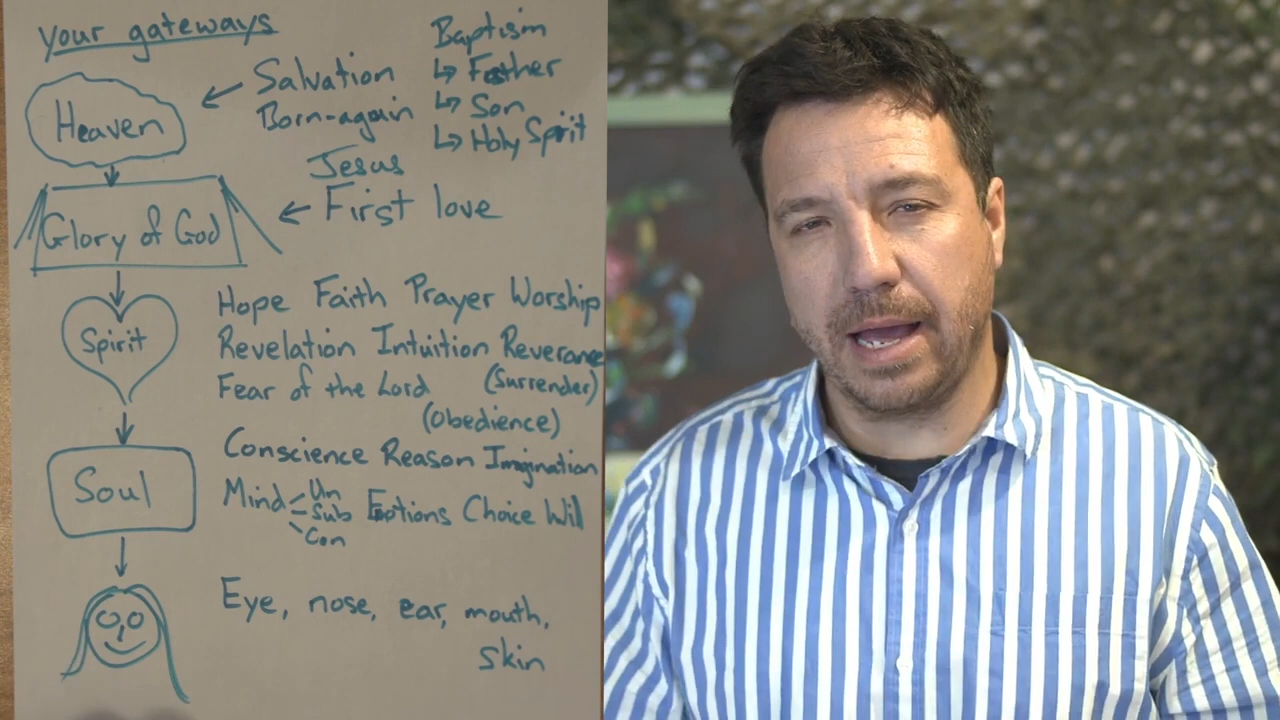 your gateways
Heaven
Salvation
Born-again
Baptism
↳ Father
↳ Son
↳ Holy Spirit
Jesus
First love
Glory of God
Spirit
Hope Faith Prayer Worship
Revelation Intuition Reverance
Fear of the Lord (Surrender)
(Obedience)
Soul
Conscience Reason Imagination
Mind Un Sub Con Emotions Choice Will
Eye, nose, ear, mouth,
skin